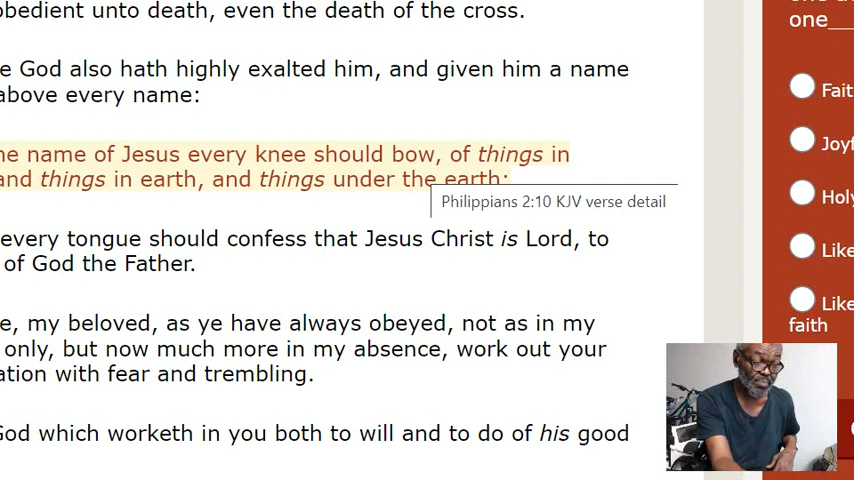 obedient unto death, even the death of the cross.
e God also hath highly exalted him, and given him a name
above every name:
he name of Jesus every knee should bow, of things in
and things in earth, and things under the earth:
Philippians 2:10 KJV verse detail
every tongue should confess that Jesus Christ is Lord, to
of God the Father.
e, my beloved, as ye have always obeyed, not as in my
only, but now much more in my absence, work out your
ation with fear and trembling.
God which worketh in you both to will and to do of his good
one__
Fait
Joyf
Holy
Like
Like
faith